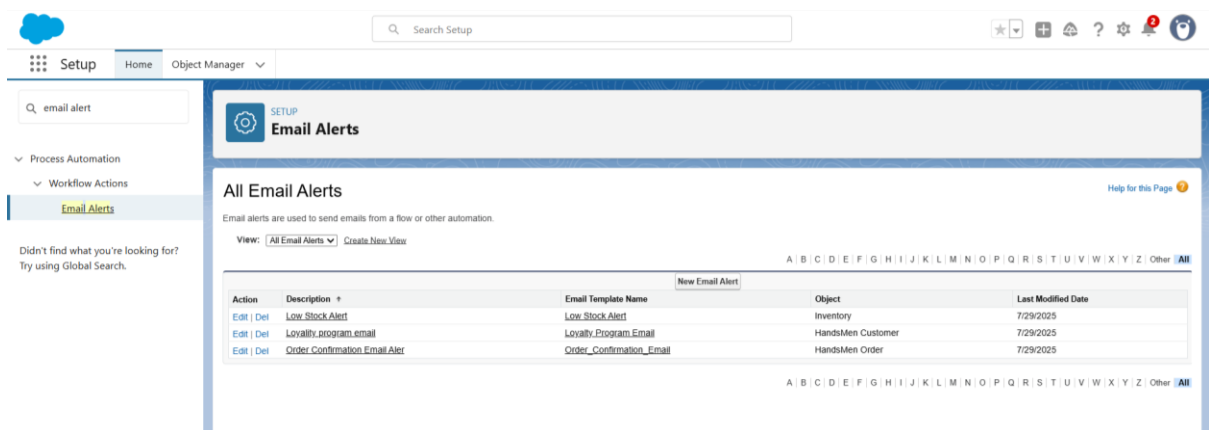 Search Setup
2
Setup Home Object Manager
email alert
Process Automation
Workflow Actions
Email Alerts
Didn't find what you're looking for?
Try using Global Search.
SETUP
Email Alerts
All Email Alerts
Help for this Page ?
Email alerts are used to send emails from a flow or other automation.
View: All Email Alerts Create New View
A | B | C | D | E | F | G | H | I | J | K | L | M | N | O | P | Q | R | S | T | U | V | W | X | Y | Z | Other All
New Email Alert
Action Description ↑ Email Template Name Object Last Modified Date
Edit | Del Low Stock Alert Low Stock Alert Inventory 7/29/2025
Edit | Del Loyality program email Loyalty Program Email HandsMen Customer 7/29/2025
Edit | Del Order Confirmation Email Aler Order_Confirmation_Email HandsMen Order 7/29/2025
A | B | C | D | E | F | G | H | I | J | K | L | M | N | O | P | Q | R | S | T | U | V | W | X | Y | Z | Other All